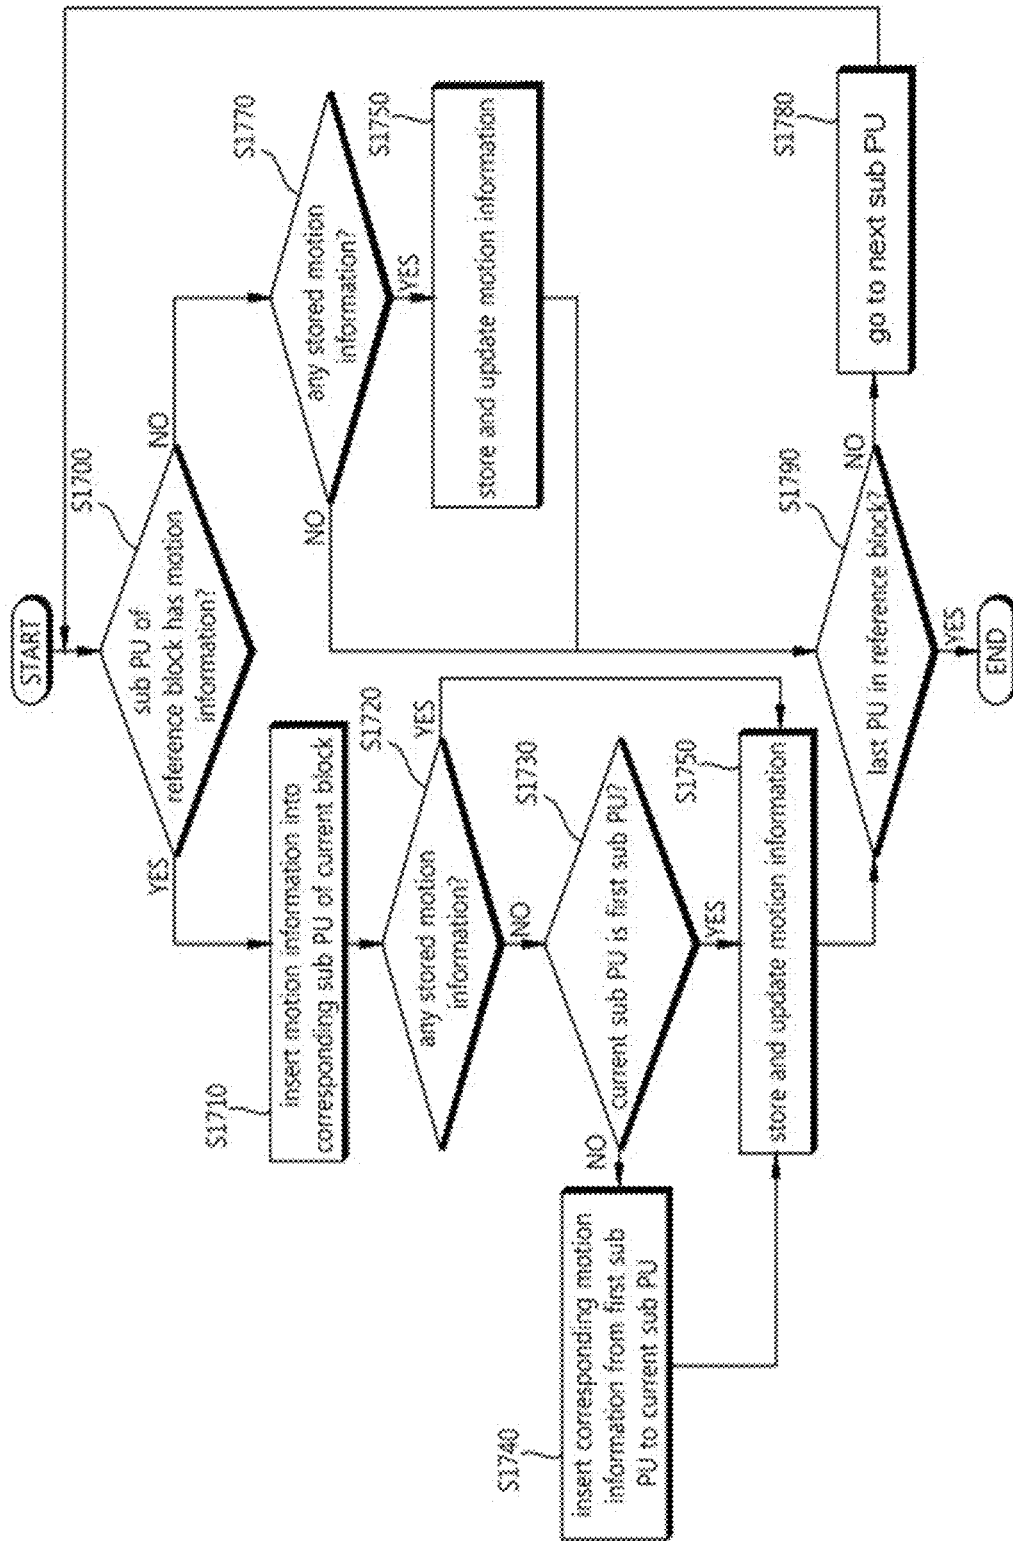 START
S1700
sub PU of
reference block has motion
information?
YES
NO
S1710
insert motion information into
corresponding sub PU of current block
S1720
any stored motion
information?
YES
NO
S1730
current sub PU is first sub PU?
NO
YES
S1740
insert corresponding motion
information from first sub
PU to current sub PU
S1750
store and update motion information
S1770
any stored motion
information?
NO
YES
S1750
store and update motion information
S1790
last PU in reference block?
NO
YES
S1780
go to next sub PU
END